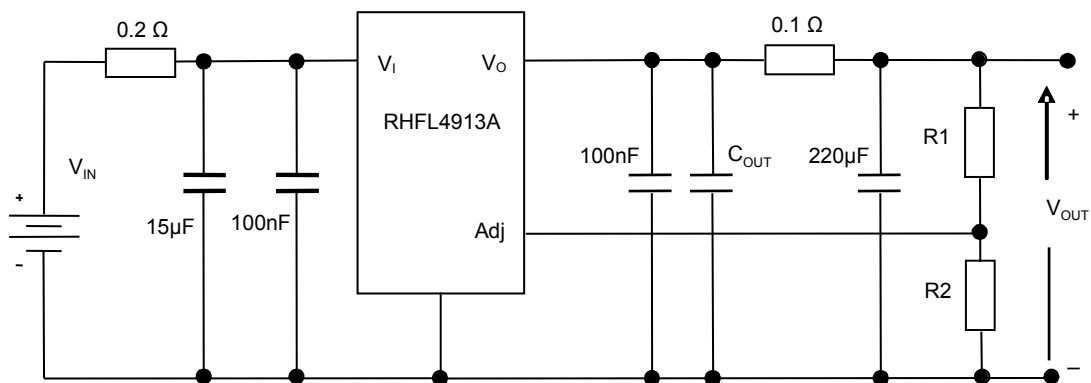 0.2 Ω
0.1 Ω
V_I
V_O
RHFL4913A
+
R1
V_IN
100nF
C_OUT
220µF
V_OUT
+
15µF
100nF
Adj
-
R2
–